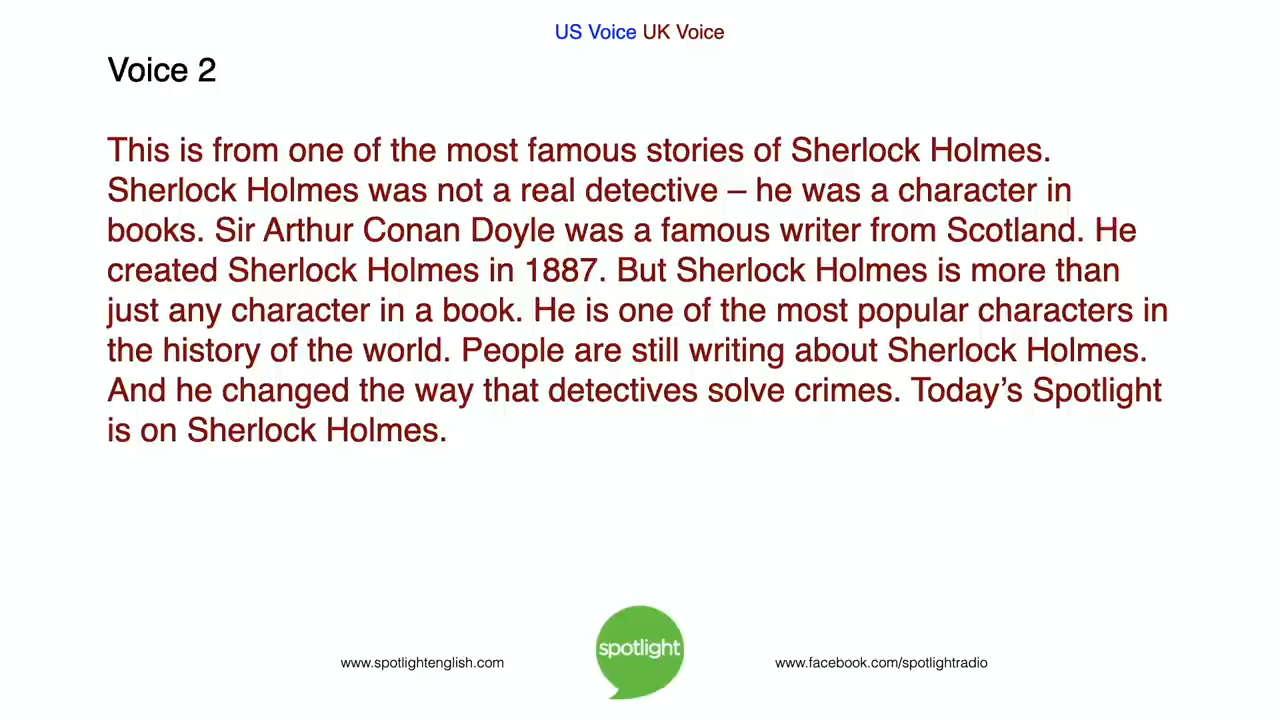 US Voice UK Voice
Voice 2
This is from one of the most famous stories of Sherlock Holmes.
Sherlock Holmes was not a real detective – he was a character in
books. Sir Arthur Conan Doyle was a famous writer from Scotland. He
created Sherlock Holmes in 1887. But Sherlock Holmes is more than
just any character in a book. He is one of the most popular characters in
the history of the world. People are still writing about Sherlock Holmes.
And he changed the way that detectives solve crimes. Today’s Spotlight
is on Sherlock Holmes.
www.spotlightenglish.com
spotlight
www.facebook.com/spotlightradio